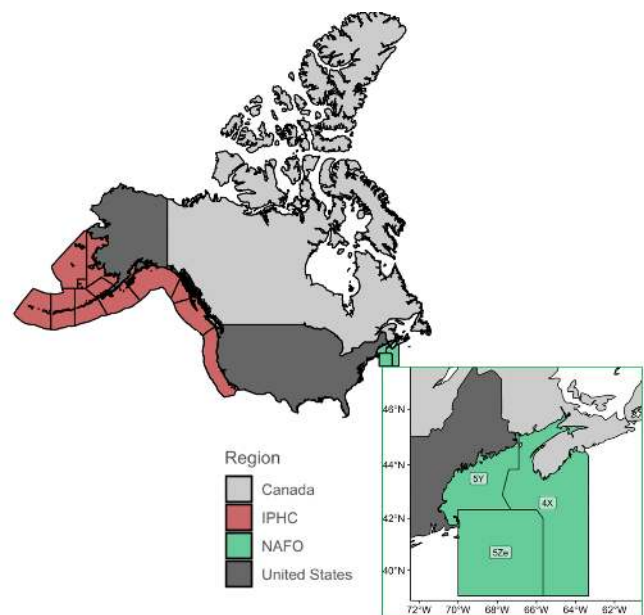 Region
Canada
IPHC
NAFO
United States
46°N
44°N
42°N
40°N
5Y
4X
5Ze
72°W 70°W 68°W 66°W 64°W 62°W